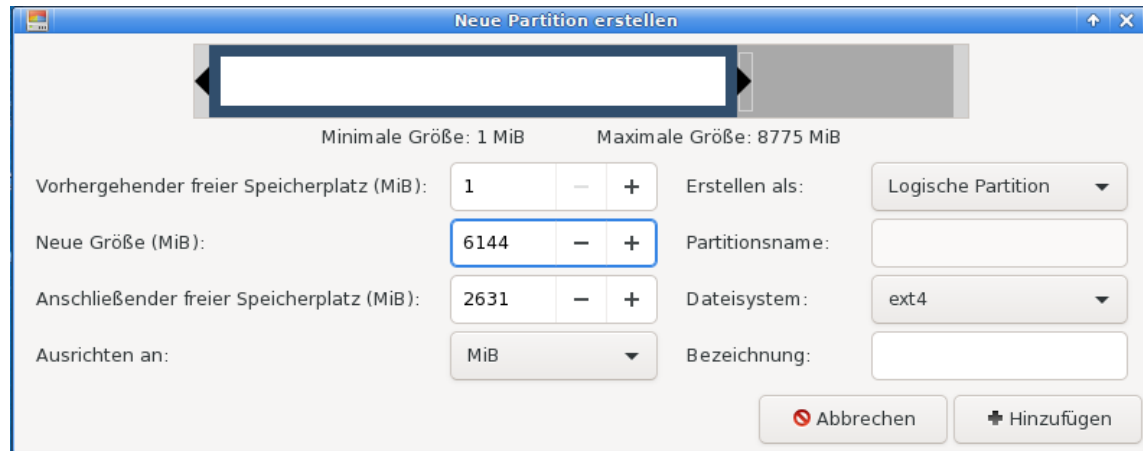 Neue Partition erstellen
Minimale Größe: 1 MiB Maximale Größe: 8775 MiB
Vorhergehender freier Speicherplatz (MiB): 1 − + Erstellen als: Logische Partition
Neue Größe (MiB): 6144 − + Partitionsname:
Anschließender freier Speicherplatz (MiB): 2631 − + Dateisystem: ext4
Ausrichten an: MiB Bezeichnung:
Abbrechen Hinzufügen